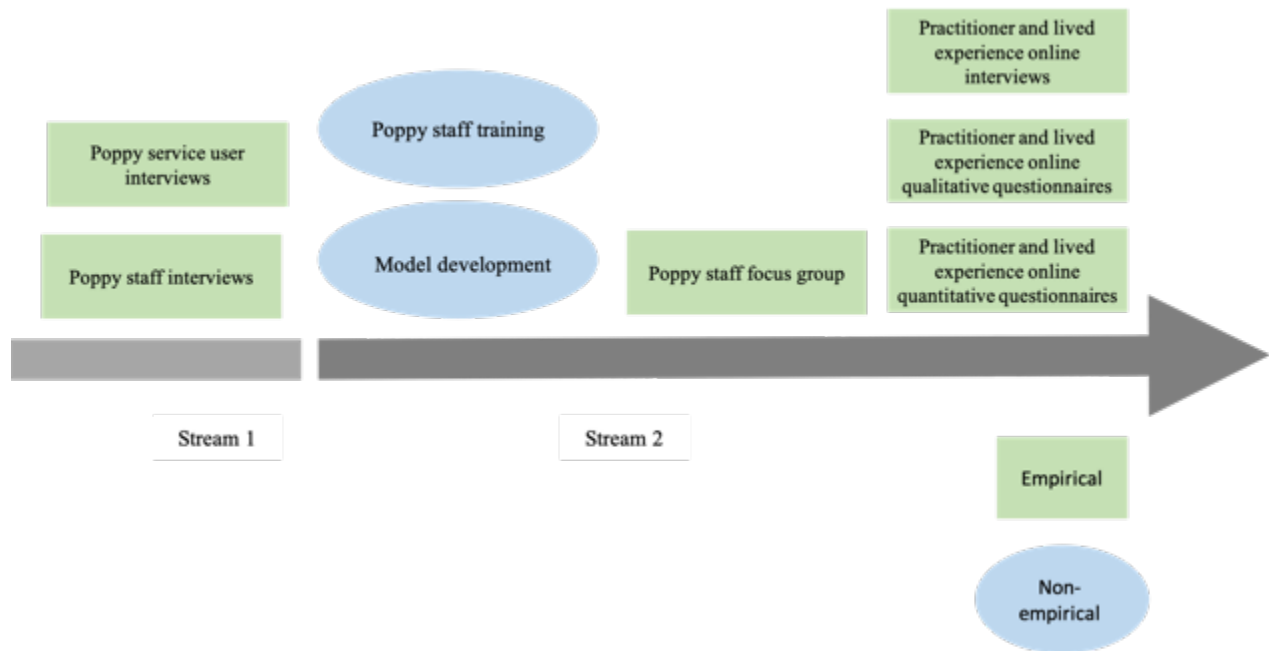 Poppy service user
interviews
Poppy staff interviews
Poppy staff training
Model development
Poppy staff focus group
Practitioner and lived
experience online
interviews
Practitioner and lived
experience online
qualitative questionnaires
Practitioner and lived
experience online
quantitative questionnaires
Stream 1
Stream 2
Empirical
Non-
empirical